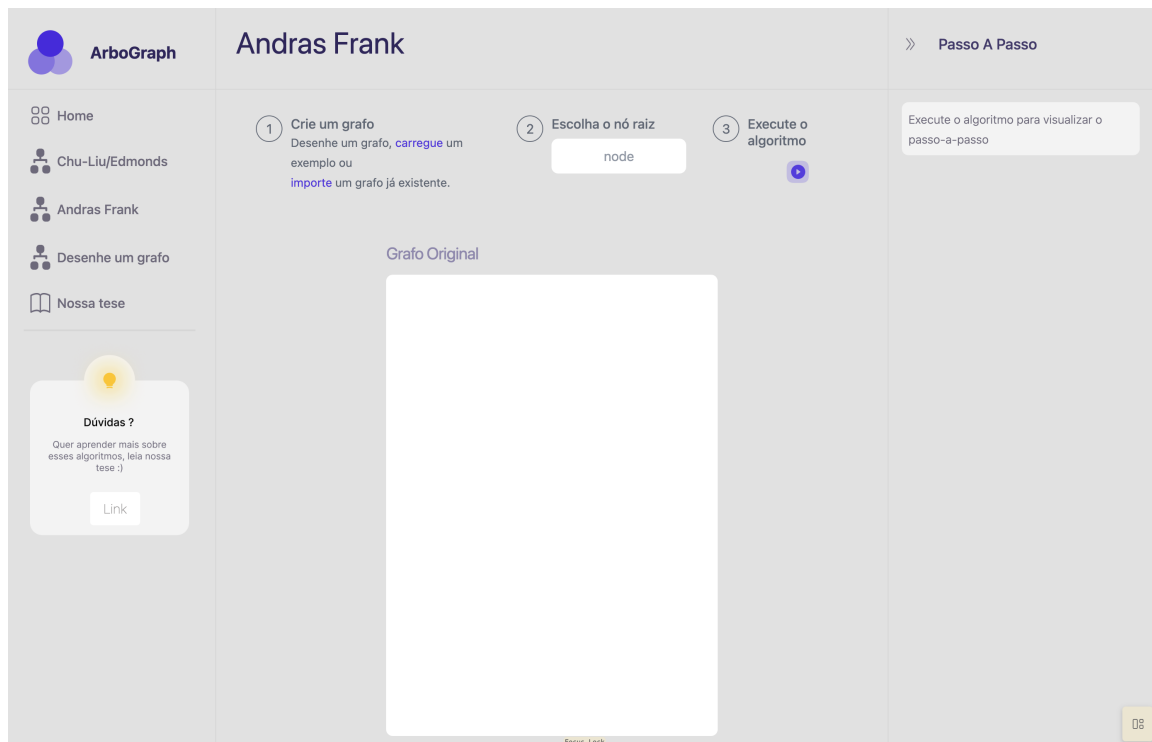 ArboGraph
Home
Chu-Liu/Edmonds
Andras Frank
Desenhe um grafo
Nossa tese
Dúvidas ?
Quer aprender mais sobre
esses algoritmos, leia nossa
tese :)
Link
Andras Frank
1
Crie um grafo
Desenhe um grafo, carregue um
exemplo ou
importe um grafo já existente.
2
Escolha o nó raiz
node
3
Execute o
algoritmo
Grafo Original
Passo A Passo
Execute o algoritmo para visualizar o
passo-a-passo